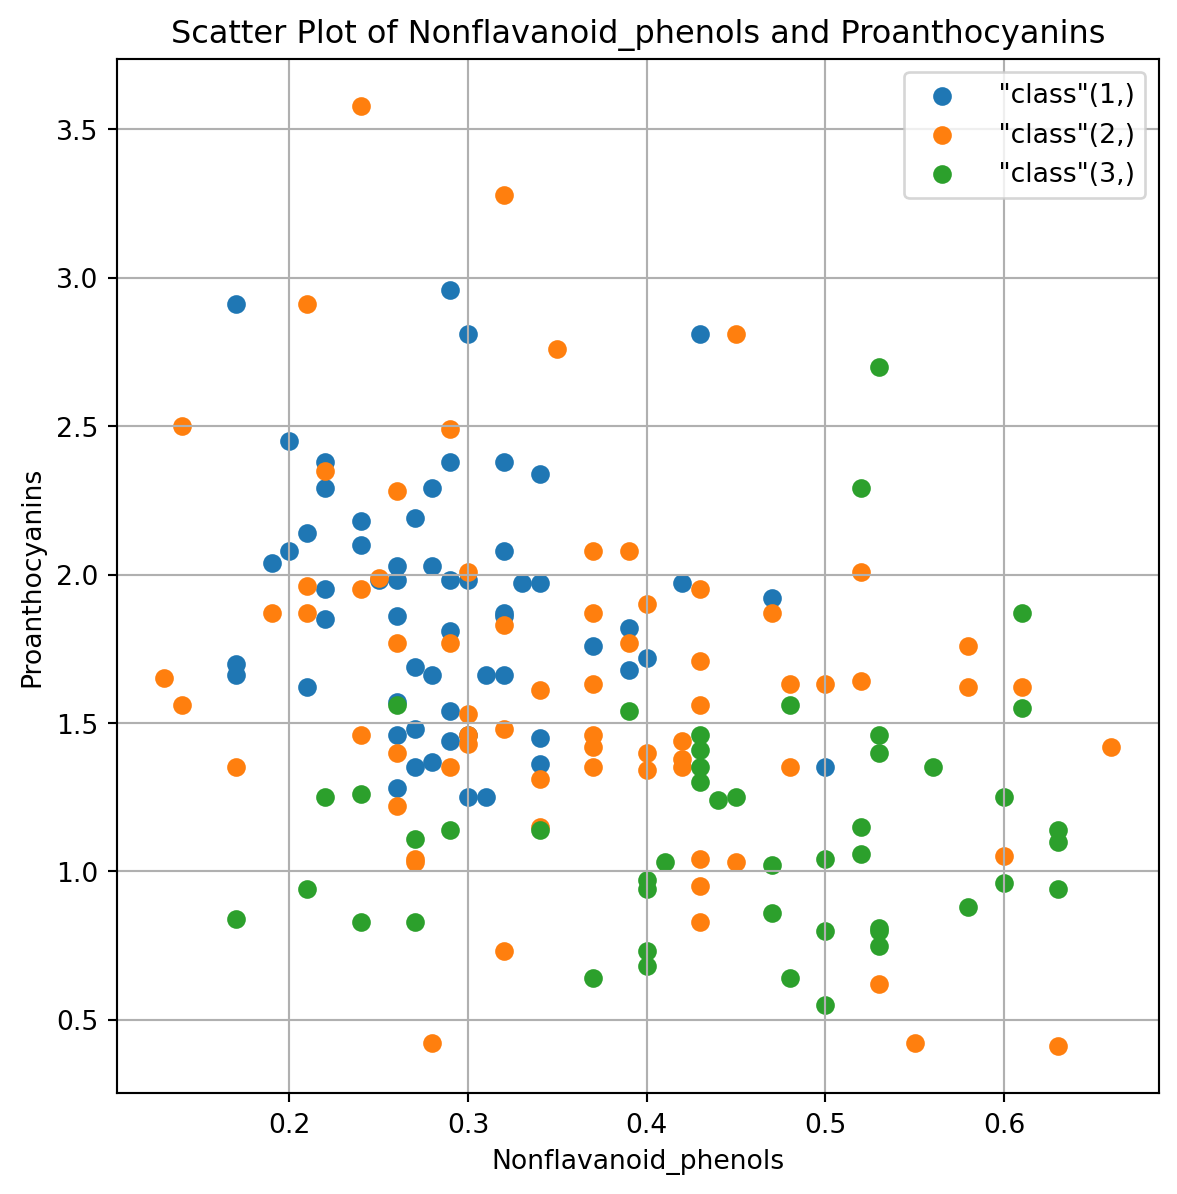 Scatter Plot of Nonflavanoid_phenols and Proanthocyanins
"class"(1,)
"class"(2,)
"class"(3,)
3.5
3.0
2.5
2.0
1.5
1.0
0.5
Proanthocyanins
0.2 0.3 0.4 0.5 0.6
Nonflavanoid_phenols